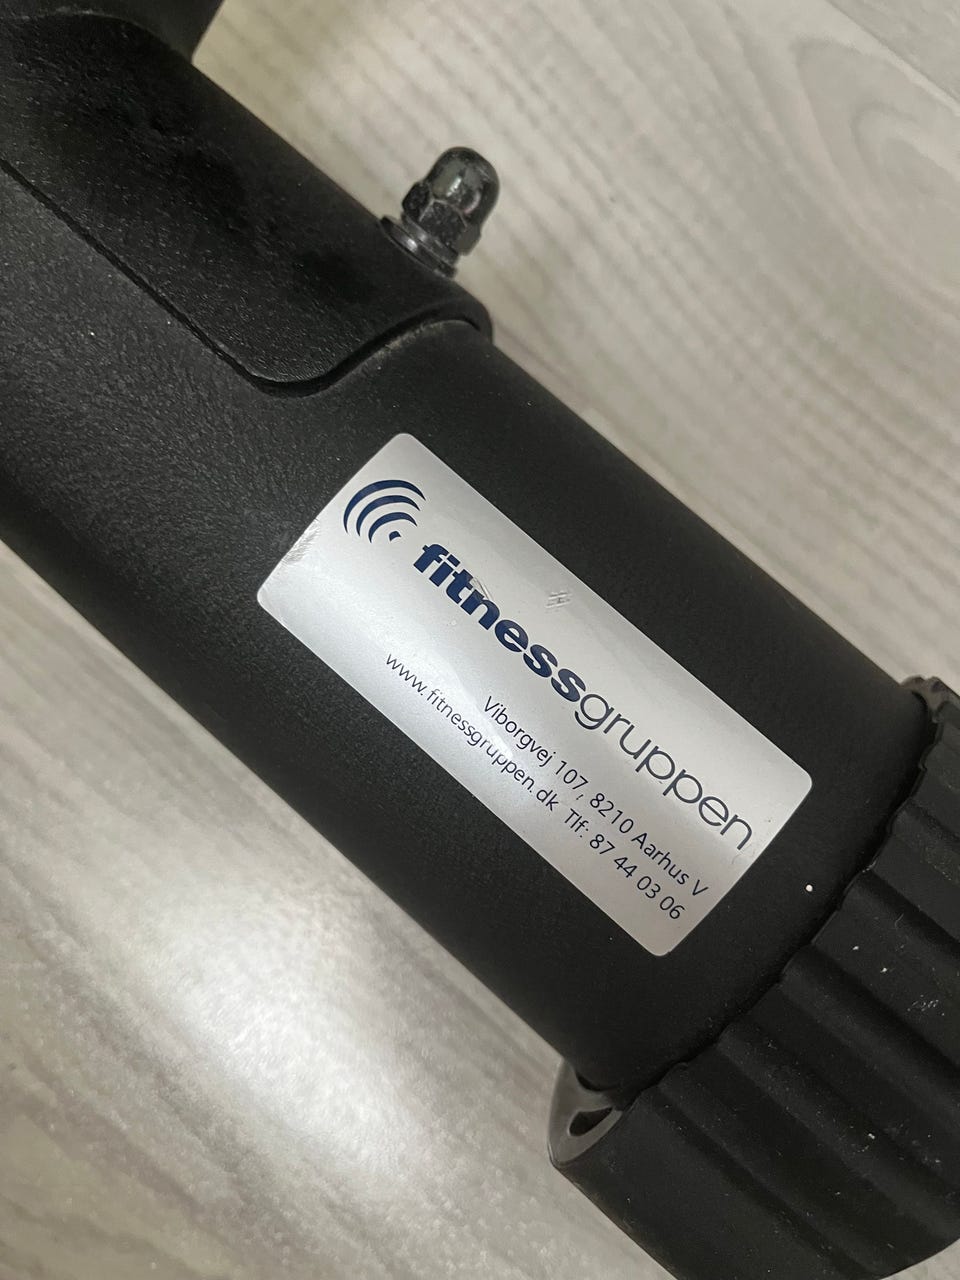 fitnessgruppen
Viborgvej 107, 8210 Aarhus V
www.fitnessgruppen.dk Tlf. 87 44 03 06